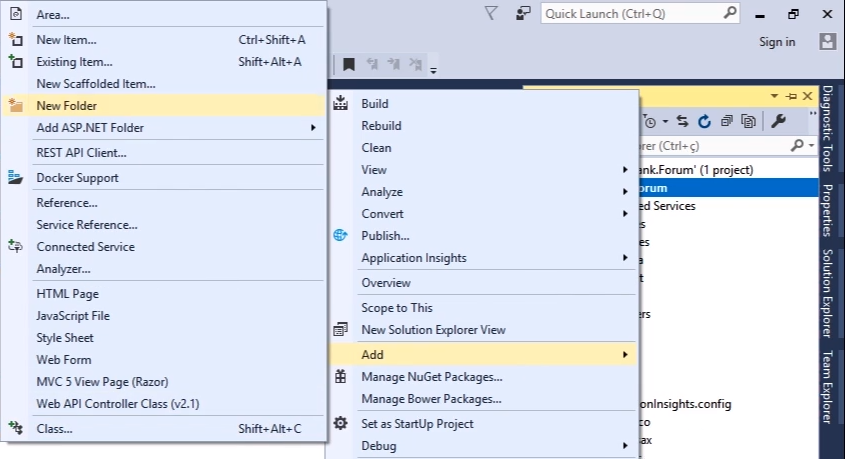 Area...
New Item... Ctrl+Shift+A
Existing Item... Shift+Alt+A
New Scaffolded Item...
New Folder
Add ASP.NET Folder
REST API Client...
Docker Support
Reference...
Service Reference...
Connected Service
Analyzer...
HTML Page
JavaScript File
Style Sheet
Web Form
MVC 5 View Page (Razor)
Web API Controller Class (v2.1)
Class... Shift+Alt+C
Build
Rebuild
Clean
View
Analyze
Convert
Publish...
Application Insights
Overview
Scope to This
New Solution Explorer View
Add
Manage NuGet Packages...
Manage Bower Packages...
Set as StartUp Project
Debug
Quick Launch (Ctrl+Q)
Sign in
rer (Ctrl+ç)
ank.Forum' (1 project)
orum
ed Services
s
es
a
t
ers
onInsights.config
co
ax
Diagnostic Tools
Properties
Solution Explorer
Team Explorer